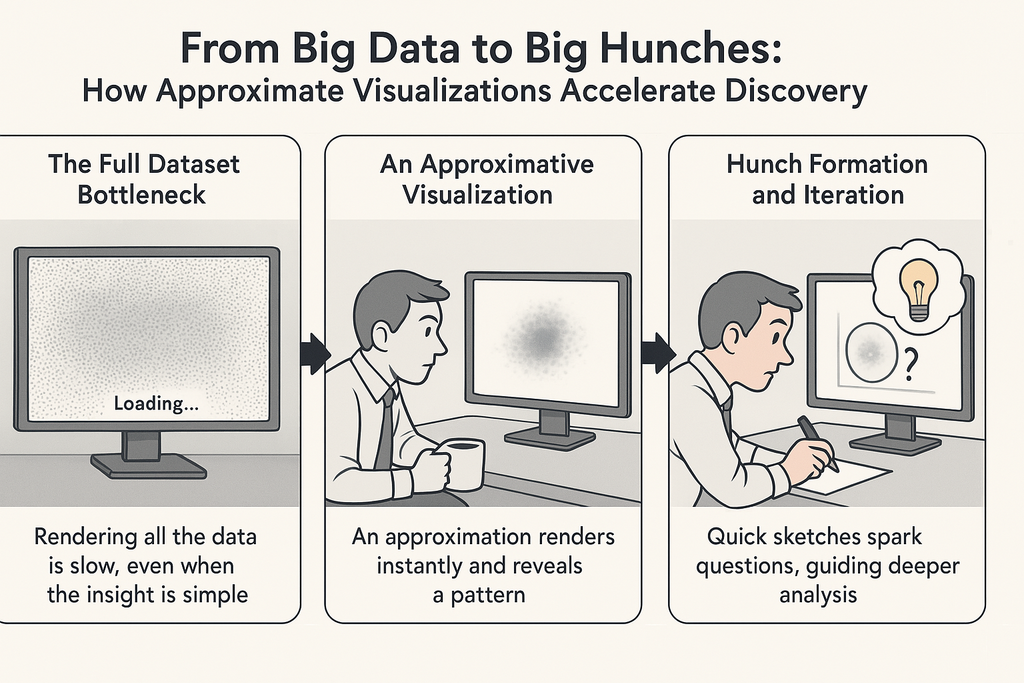 From Big Data to Big Hunches:
How Approximate Visualizations Accelerate Discovery
The Full Dataset
Bottleneck
Loading...
Rendering all the data
is slow, even when
the insight is simple
An Approximative
Visualization
An approximation renders
instantly and reveals
a pattern
Hunch Formation
and Iteration
?
Quick sketches spark
questions, guiding deeper
analysis